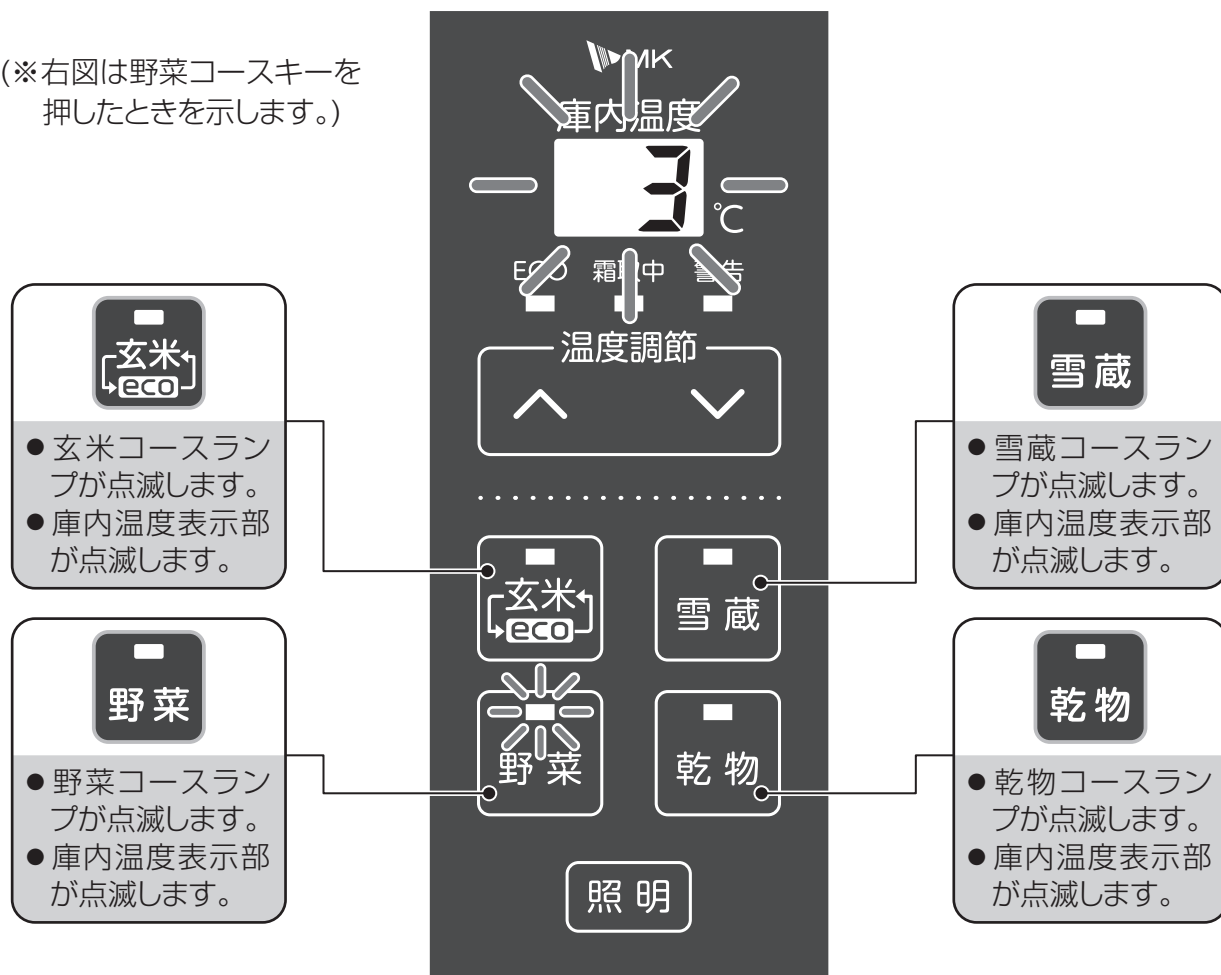 (※右図は野菜コースキーを
押したときを示します。)
MK
庫内温度
3
℃
ECO 霜取中 警告
温度調節
玄米
eco
雪蔵
野菜
乾物
照明
玄米
eco
●玄米コースラン
プが点滅します。
●庫内温度表示部
が点滅します。
野菜
●野菜コースラン
プが点滅します。
●庫内温度表示部
が点滅します。
雪蔵
●雪蔵コースラン
プが点滅します。
●庫内温度表示部
が点滅します。
乾物
●乾物コースラン
プが点滅します。
●庫内温度表示部
が点滅します。